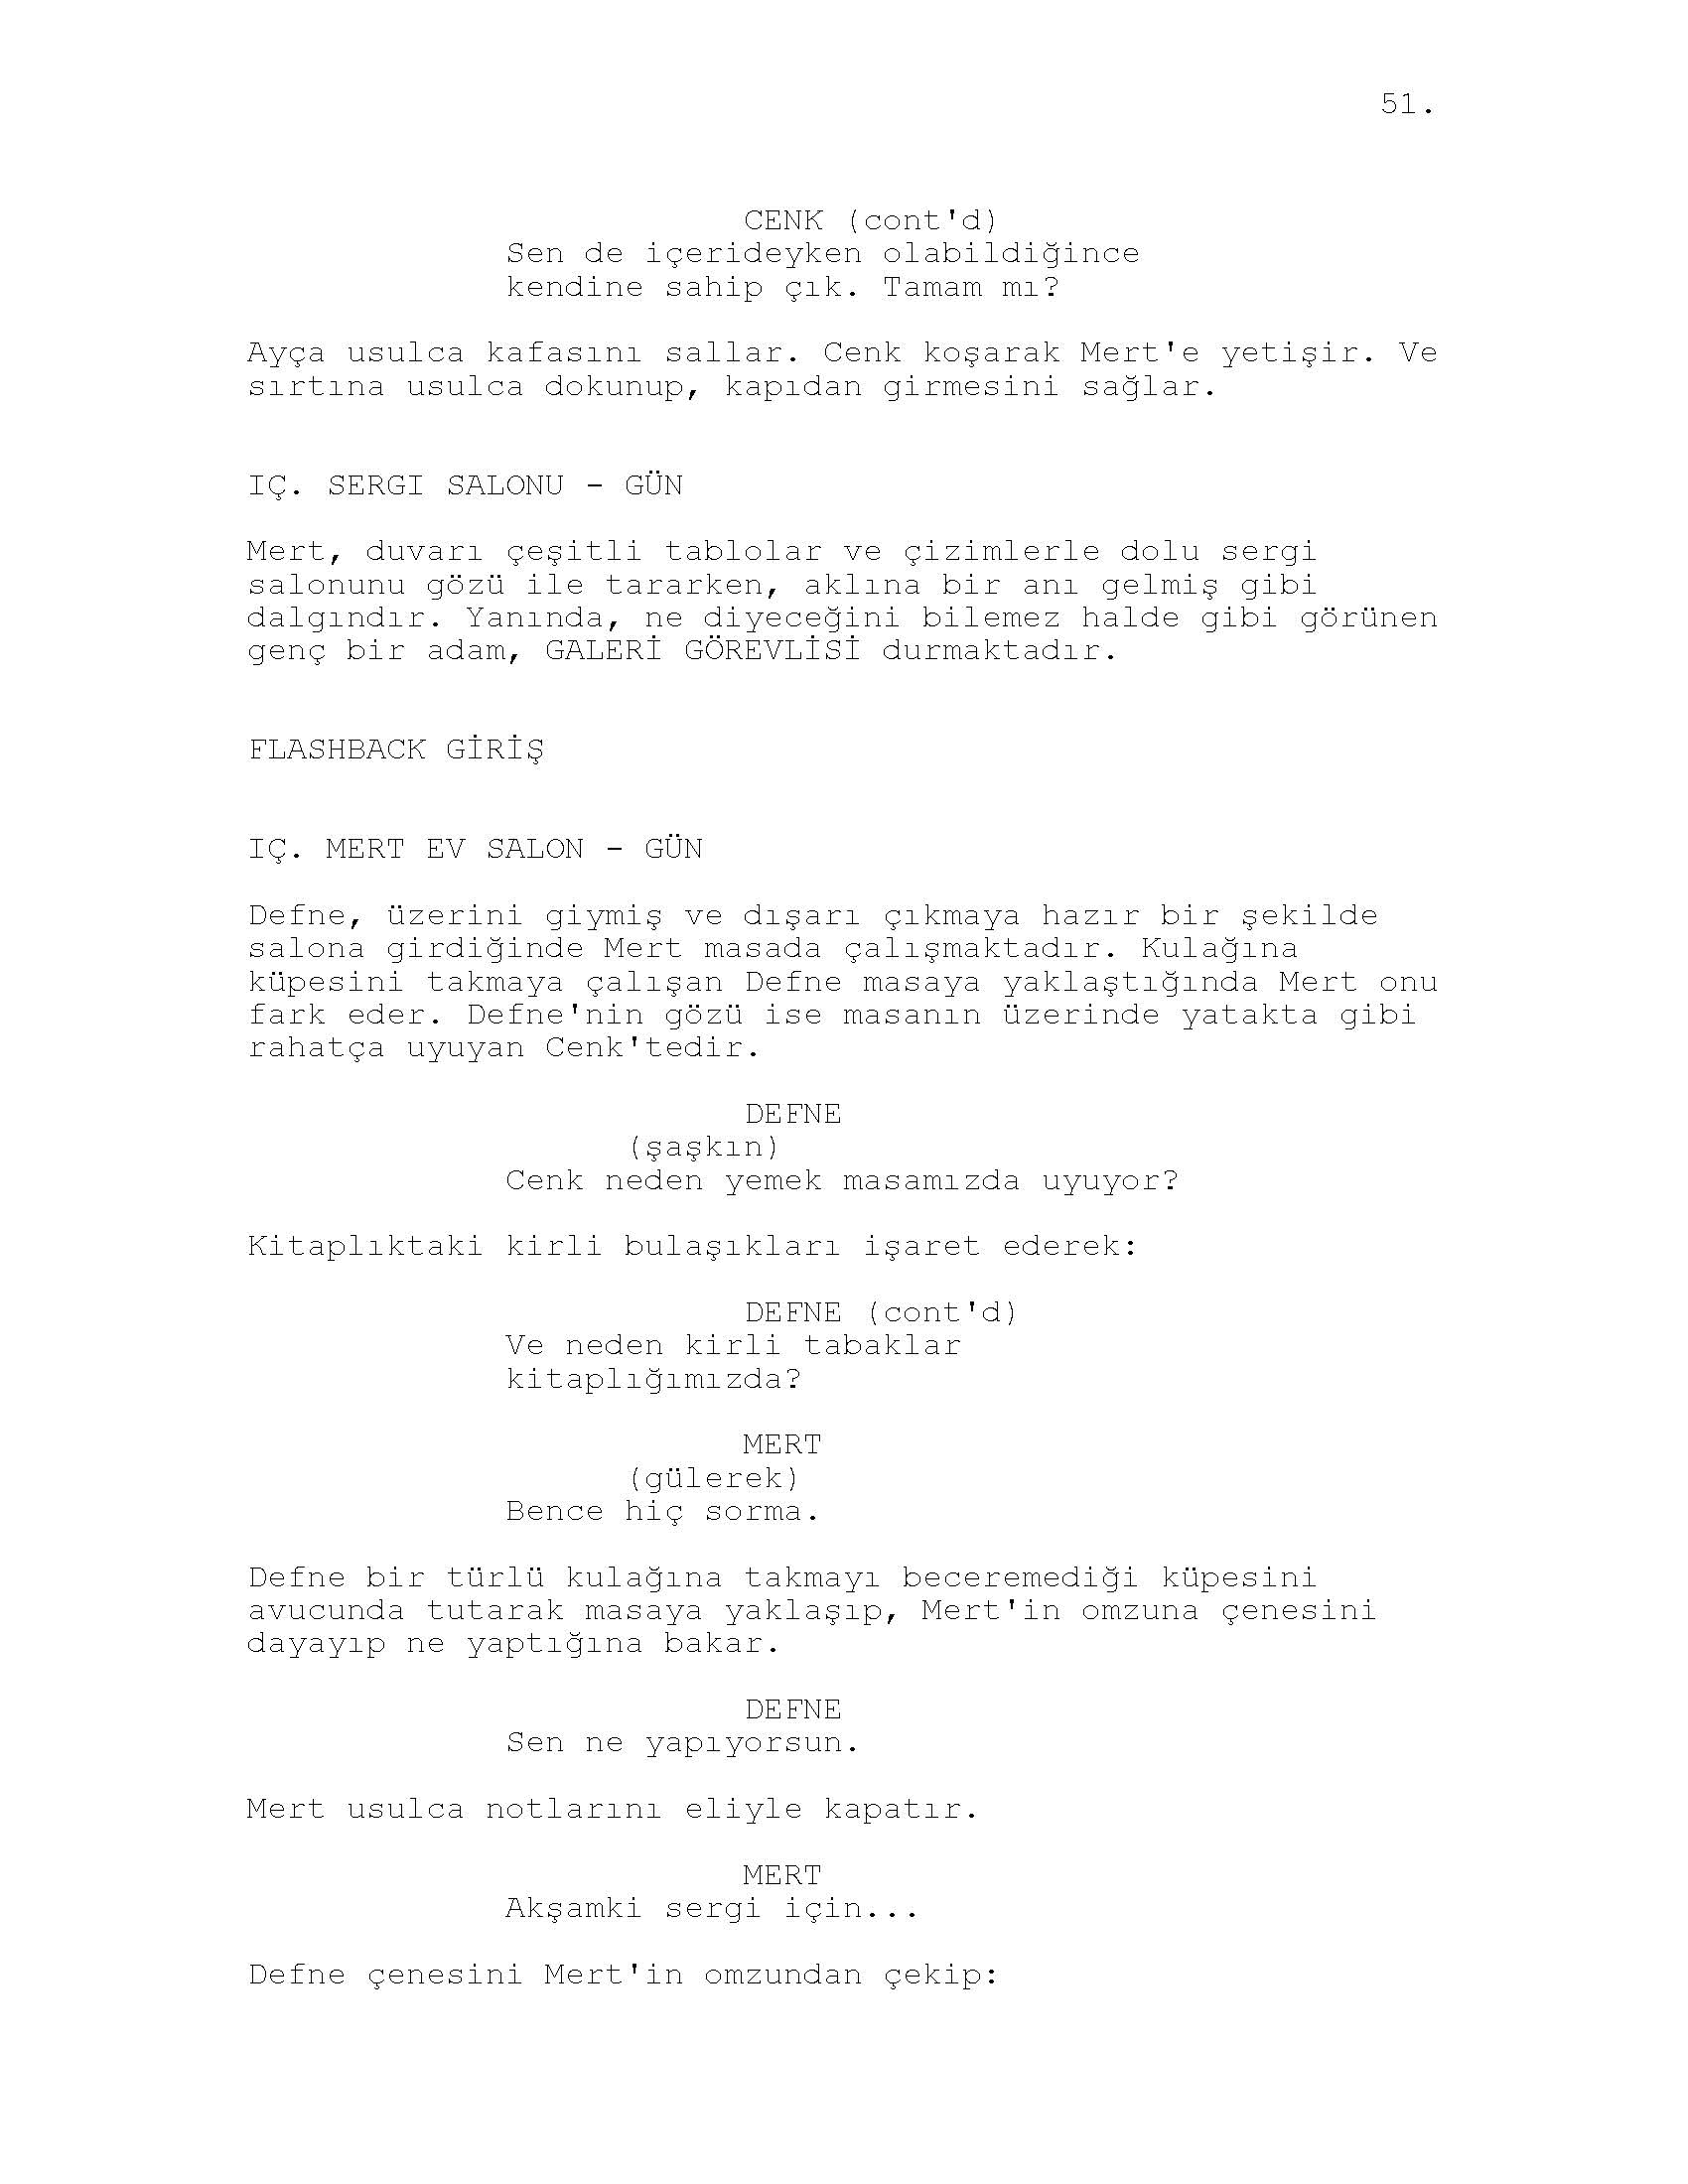 51.
CENK (cont'd)
Sen de içerideyken olabildiğince
kendine sahip çık. Tamam mı?
Ayça usulca kafasını sallar. Cenk koşarak Mert'e yetişir. Ve
sırtına usulca dokunup, kapıdan girmesini sağlar.
IÇ. SERGI SALONU - GÜN
Mert, duvarı çeşitli tablolar ve çizimlerle dolu sergi
salonunu gözü ile tararken, aklına bir anı gelmiş gibi
dalgındır. Yanında, ne diyeceğini bilemez halde gibi görünen
genç bir adam, GALERİ GÖREVLİSİ durmaktadır.
FLASHBACK GİRİŞ
IÇ. MERT EV SALON - GÜN
Defne, üzerini giymiş ve dışarı çıkmaya hazır bir şekilde
salona girdiğinde Mert masada çalışmaktadır. Kulağına
küpesini takmaya çalışan Defne masaya yaklaştığında Mert onu
fark eder. Defne'nin gözü ise masanın üzerinde yatakta gibi
rahatça uyuyan Cenk'tedir.
DEFNE
(şaşkın)
Cenk neden yemek masamızda uyuyor?
Kitaplıktaki kirli bulaşıkları işaret ederek:
DEFNE (cont'd)
Ve neden kirli tabaklar
kitaplığımızda?
MERT
(gülerek)
Bence hiç sorma.
Defne bir türlü kulağına takmayı beceremediği küpesini
avucunda tutarak masaya yaklaşıp, Mert'in omzuna çenesini
dayayıp ne yaptığına bakar.
DEFNE
Sen ne yapıyorsun.
Mert usulca notlarını eliyle kapatır.
MERT
Akşamki sergi için...
Defne çenesini Mert'in omzundan çekip: